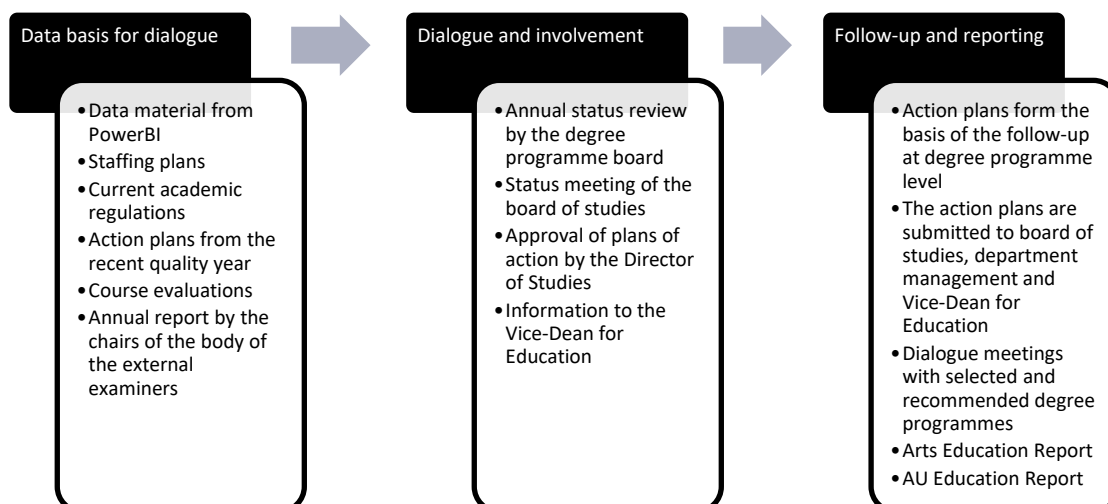 Data basis for dialogue
•Data material from
PowerBI
•Staffing plans
•Current academic
regulations
•Action plans from the
recent quality year
•Course evaluations
•Annual report by the
chairs of the body of
the external
examiners
Dialogue and involvement
•Annual status review
by the degree
programme board
•Status meeting of the
board of studies
•Approval of plans of
action by the Director
of Studies
•Information to the
Vice-Dean for
Education
Follow-up and reporting
•Action plans form the
basis of the follow-up
at degree programme
level
•The action plans are
submitted to board of
studies, department
management and
Vice-Dean for
Education
•Dialogue meetings
with selected and
recommended degree
programmes
•Arts Education Report
•AU Education Report